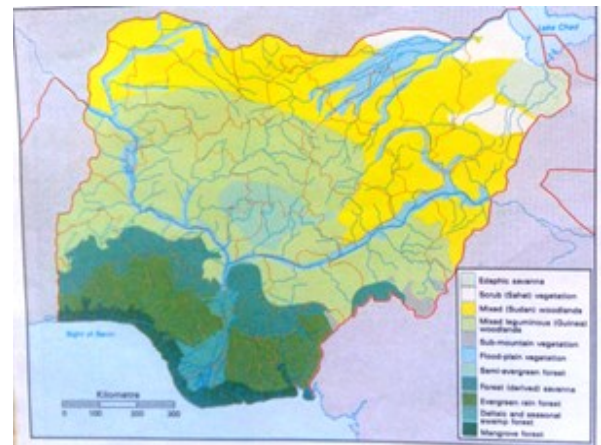 Lake Chad
Edaphic savanna
Scrub (Sahel) vegetation
Mixed (Sudan) woodlands
Mixed leguminous (Guinea)
woodlands
Sub-mountain vegetation
Flood-plain vegetation
Semi-evergreen forest
Forest (derived) savanna
Evergreen rain forest
Deltaic and seasonal
swamp forest
Mangrove forest
Bight of Benin
Kilometre
0 100 200 300